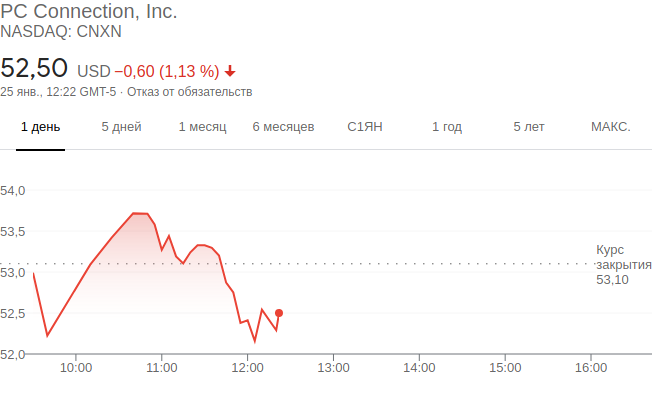 PC Connection, Inc.
NASDAQ: CNXN
52,50 USD −0,60 (1,13 %)
25 янв., 12:22 GMT-5 · Отказ от обязательств
1 день 5 дней 1 месяц 6 месяцев С1ЯН 1 год 5 лет МАКС.
54,0
53,5
Курс
закрытия
53,10
53,0
52,5
52,0
10:00 11:00 12:00 13:00 14:00 15:00 16:00